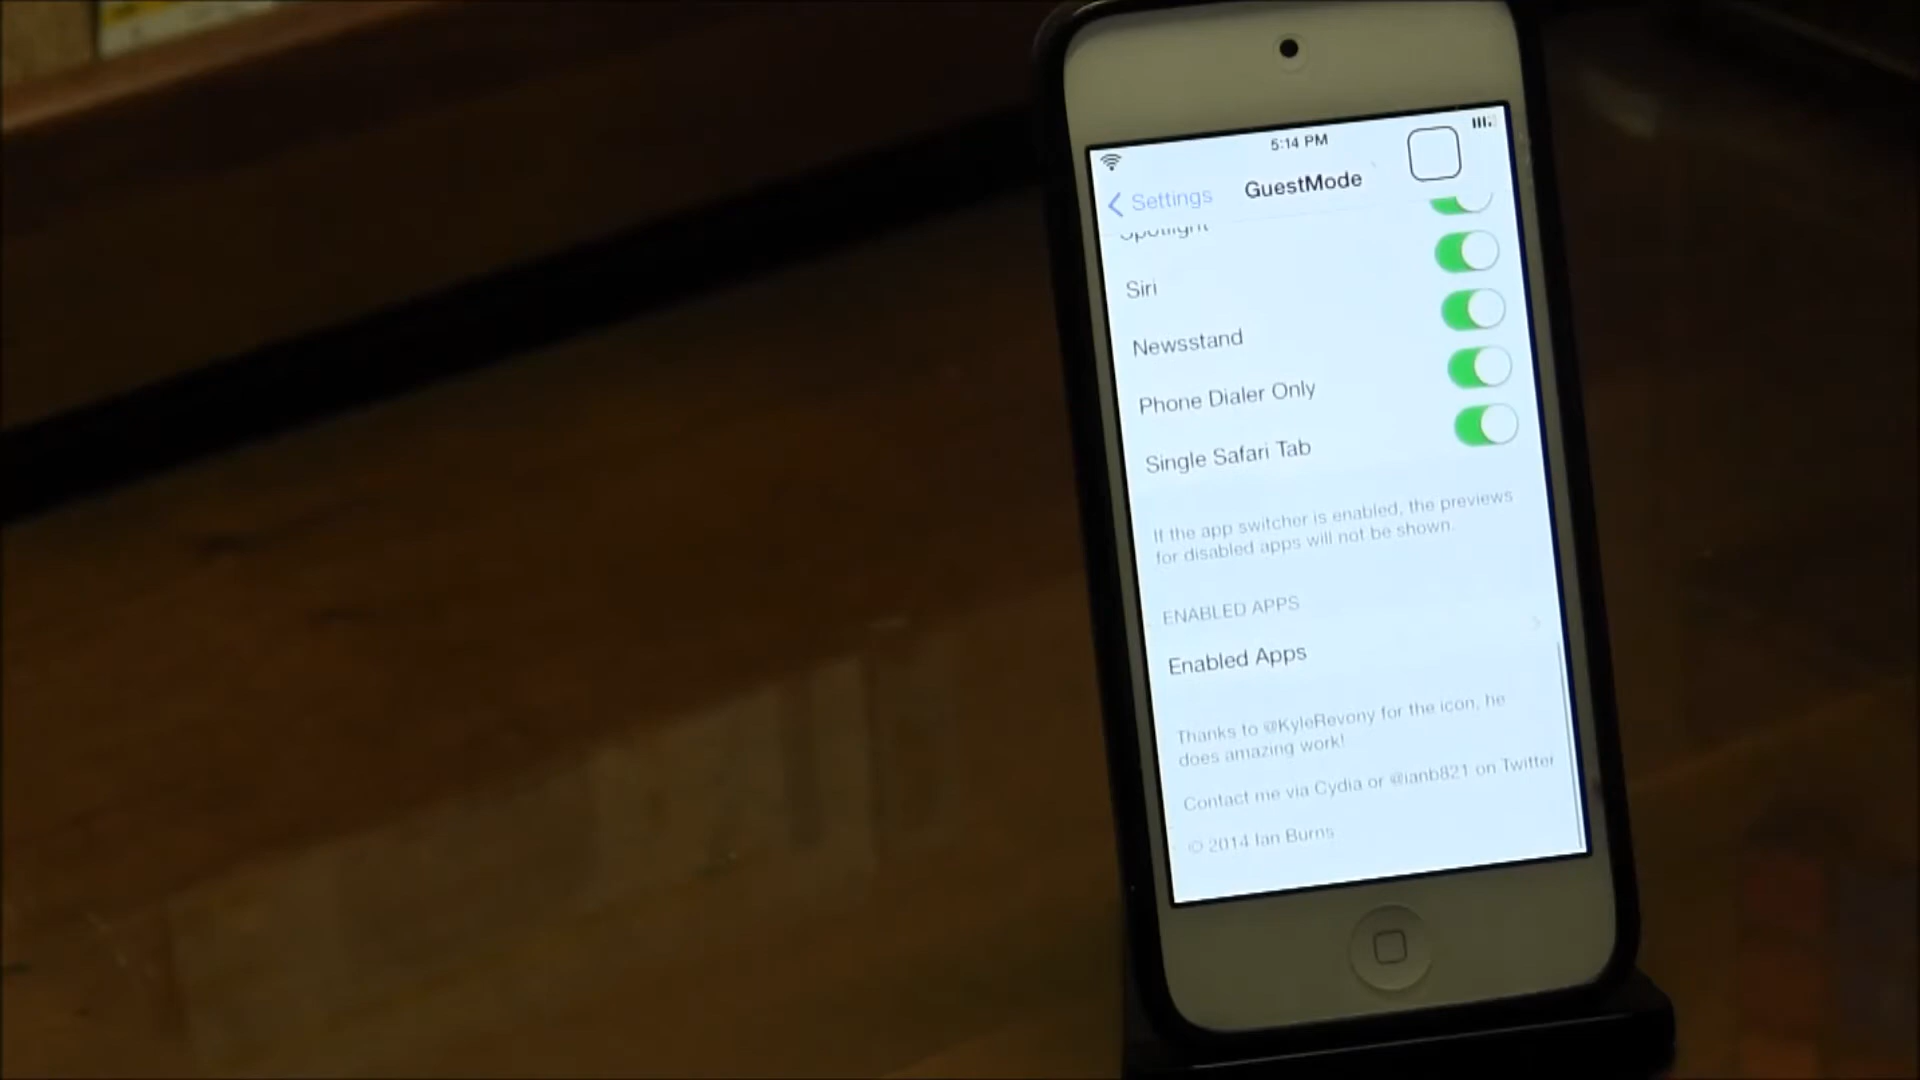 5:14 PM
Settings
GuestMode
Spotlight
Siri
Newsstand
Phone Dialer Only
Single Safari Tab
If the app switcher is enabled, the previews
for disabled apps will not be shown.
ENABLED APPS
Enabled Apps
Thanks to @KyleRevony for the icon, he
does amazing work!
Contact me via Cydia or @ianb821 on Twitter
© 2014 Ian Burns